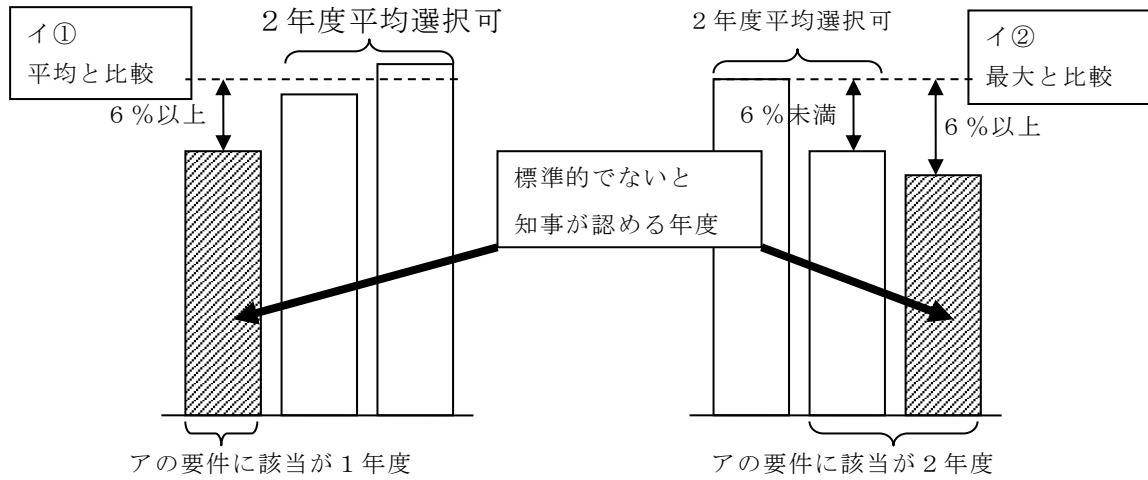 イ①
平均と比較
２年度平均選択可
６％以上
２年度平均選択可
イ②
最大と比較
６％未満
６％以上
標準的でないと
知事が認める年度
アの要件に該当が１年度
アの要件に該当が２年度